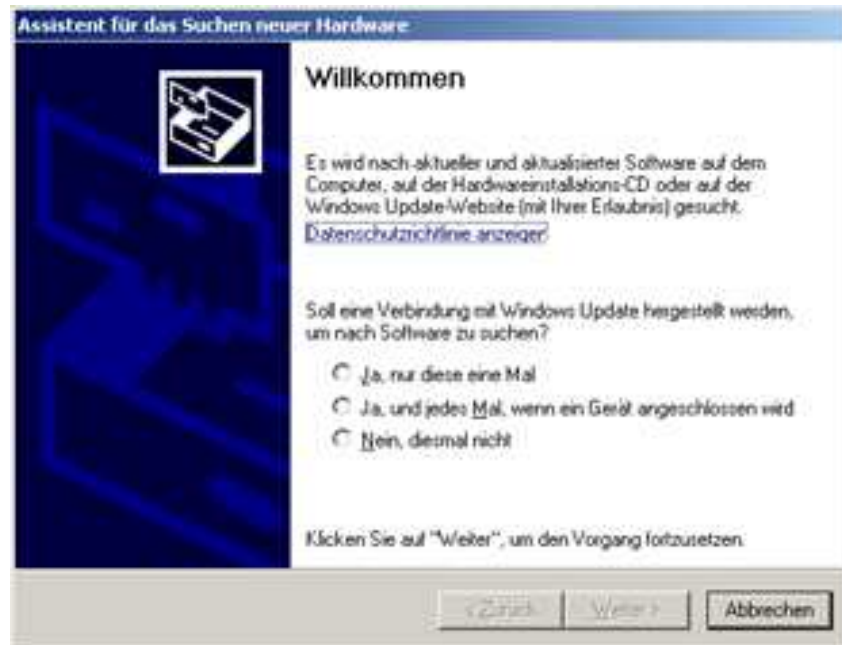 Assistent für das Suchen neuer Hardware
Willkommen
Es wird nach aktueller und aktualisierter Software auf dem
Computer, auf der Hardwareinstallations-CD oder auf der
Windows Update-Website (mit Ihrer Erlaubnis) gesucht.
Datenschutzrichtlinie anzeigen
Soll eine Verbindung mit Windows Update hergestellt werden,
um nach Software zu suchen?
Ja, nur diese eine Mal
Ja, und jedes Mal, wenn ein Gerät angeschlossen wird
Nein, diesmal nicht
Klicken Sie auf "Weiter", um den Vorgang fortzusetzen.
< Zurück Weiter > Abbrechen